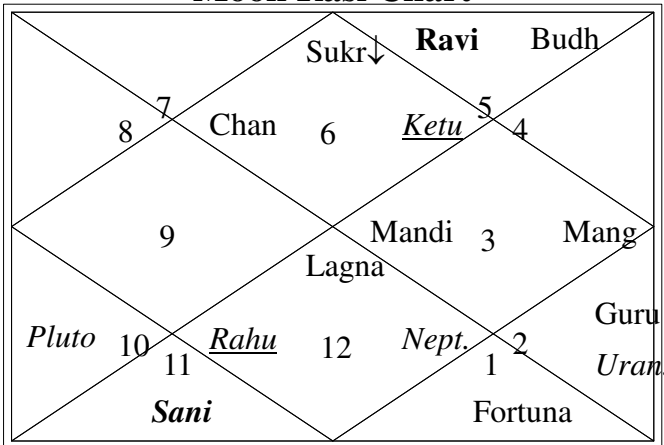 Moon Rasi Chart
Sukr↓ Ravi Budh
7 5
8 Chan 6 Ketu 4
9 Mandi 3 Mang
Lagna
Guru
Pluto 10 Rahu 12 Nept. 2
11 1 Uran.
Sani Fortuna